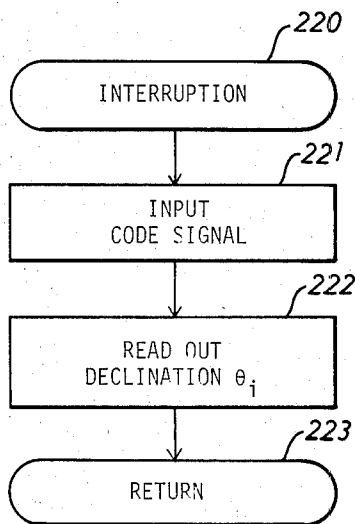 220
INTERRUPTION
221
INPUT
CODE SIGNAL
222
READ OUT
DECLINATION θi
223
RETURN